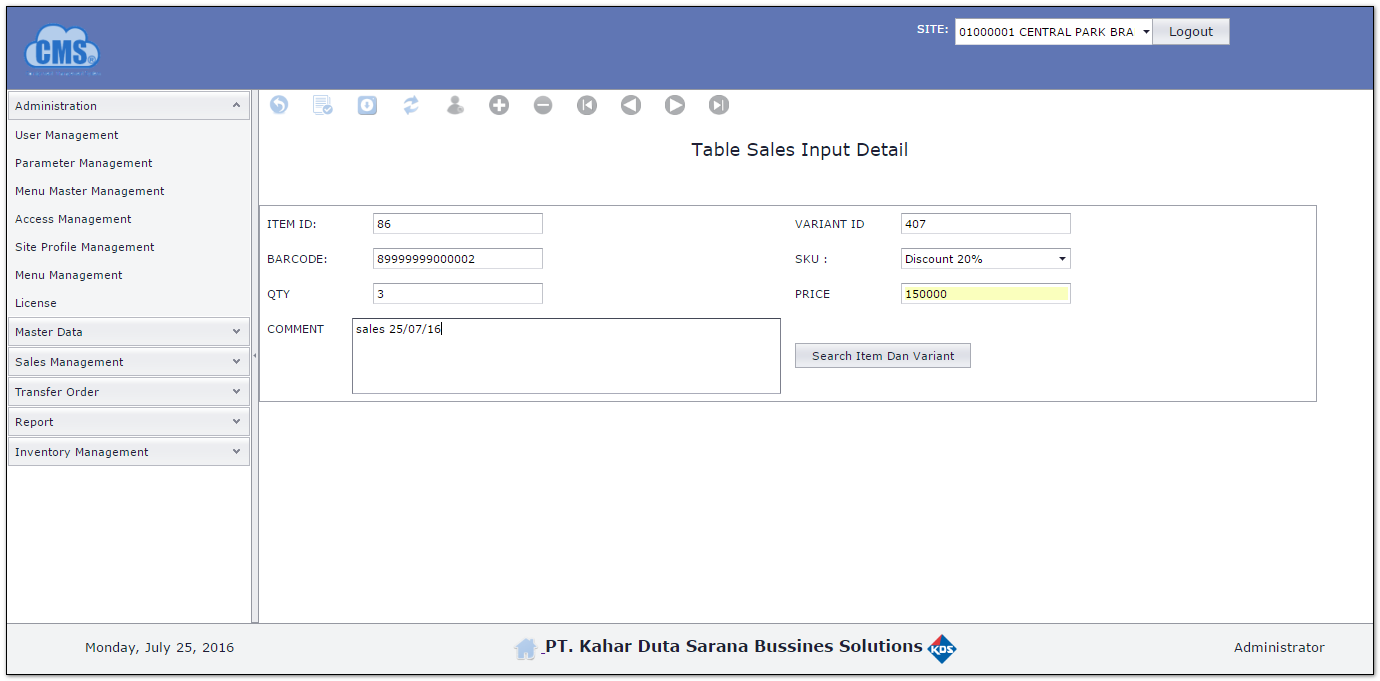 CMS
SITE: 01000001 CENTRAL PARK BRA Logout
Administration
User Management
Parameter Management
Menu Master Management
Access Management
Site Profile Management
Menu Management
License
Master Data
Sales Management
Transfer Order
Report
Inventory Management
Table Sales Input Detail
ITEM ID: 86 VARIANT ID 407
BARCODE: 89999999000002 SKU : Discount 20%
QTY 3 PRICE 150000
COMMENT sales 25/07/16
Search Item Dan Variant
Monday, July 25, 2016 PT. Kahar Duta Sarana Bussines Solutions KDS Administrator